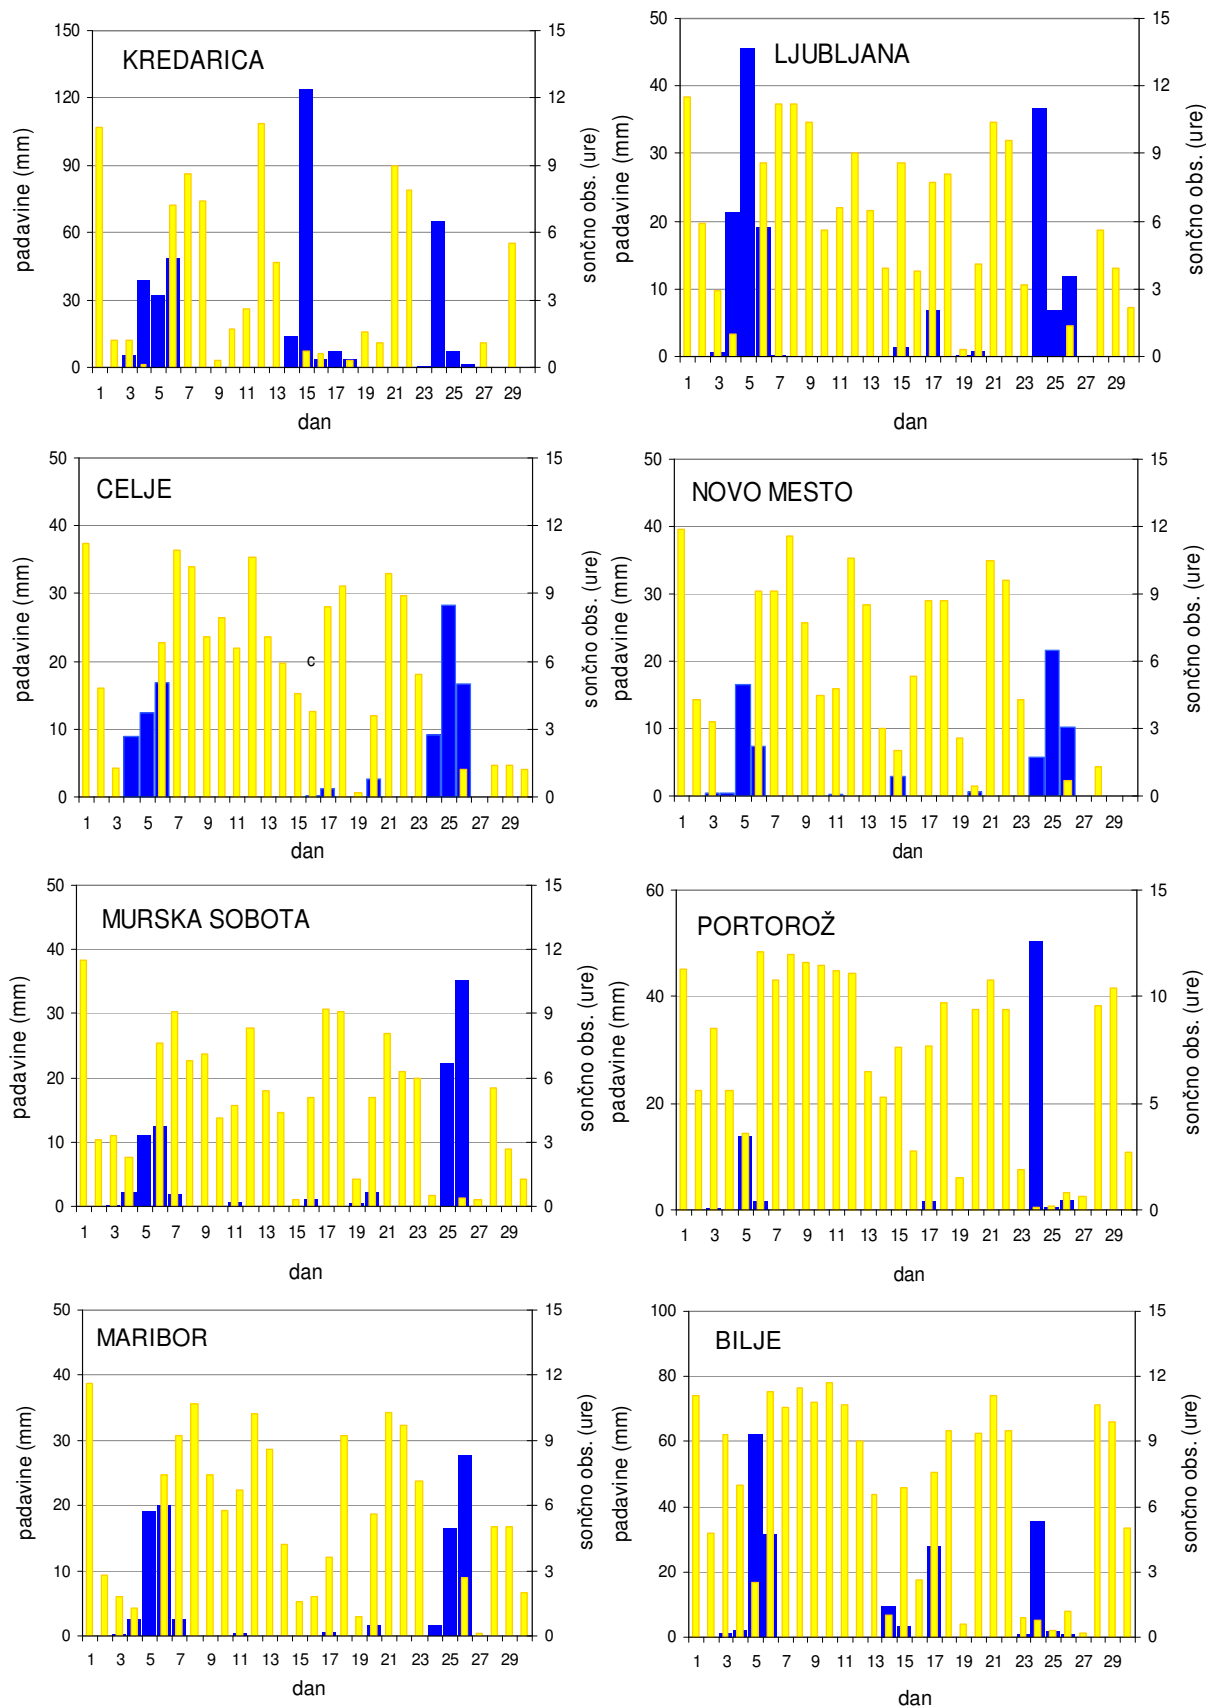 KREDARICA
padavine (mm)
150
120
90
60
30
0
15
12
9
6
3
0
sončno obs. (ure)
1 3 5 7 9 11 13 15 17 19 21 23 25 27 29
dan
LJUBLJANA
padavine (mm)
50
40
30
20
10
0
15
12
9
6
3
0
sončno obs. (ure)
1 3 5 7 9 11 13 15 17 19 21 23 25 27 29
dan
CELJE
padavine (mm)
50
40
30
20
10
0
c
15
12
9
6
3
0
sončno obs. (ure)
1 3 5 7 9 11 13 15 17 19 21 23 25 27 29
dan
NOVO MESTO
padavine (mm)
50
40
30
20
10
0
15
12
9
6
3
0
sončno obs. (ure)
1 3 5 7 9 11 13 15 17 19 21 23 25 27 29
dan
MURSKA SOBOTA
padavine (mm)
50
40
30
20
10
0
15
12
9
6
3
0
sončno obs. (ure)
1 3 5 7 9 11 13 15 17 19 21 23 25 27 29
dan
PORTOROŽ
padavine (mm)
60
40
20
0
15
10
5
0
sončno obs. (ure)
1 3 5 7 9 11 13 15 17 19 21 23 25 27 29
dan
MARIBOR
padavine (mm)
50
40
30
20
10
0
15
12
9
6
3
0
sončno obs. (ure)
1 3 5 7 9 11 13 15 17 19 21 23 25 27 29
dan
BILJE
padavine (mm)
100
80
60
40
20
0
15
12
9
6
3
0
sončno obs. (ure)
1 3 5 7 9 11 13 15 17 19 21 23 25 27 29
dan